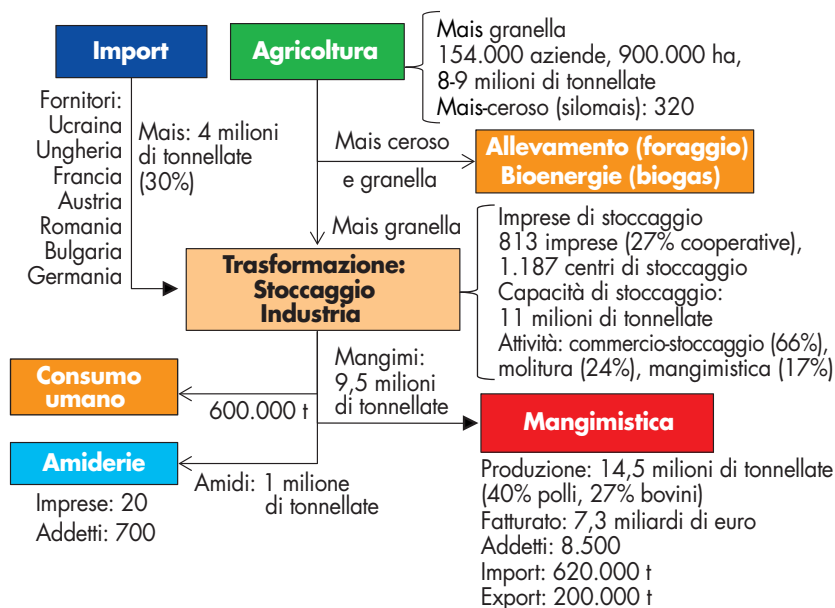 Import
Agricoltura
Mais granella
154.000 aziende, 900.000 ha,
8-9 milioni di tonnellate
Mais-ceroso (silomais): 320
Fornitori:
Ucraina
Ungheria
Francia
Austria
Romania
Bulgaria
Germania
Mais: 4 milioni
di tonnellate
(30%)
Mais ceroso
e granella
Allevamento (foraggio)
Bioenergie (biogas)
Mais granella
Trasformazione:
Stoccaggio
Industria
Imprese di stoccaggio
813 imprese (27% cooperative),
1.187 centri di stoccaggio
Capacità di stoccaggio:
11 milioni di tonnellate
Attività: commercio-stoccaggio (66%),
molitura (24%), mangimistica (17%)
Consumo
umano
600.000 t
Mangimi:
9,5 milioni
di tonnellate
Mangimistica
Produzione: 14,5 milioni di tonnellate
(40% polli, 27% bovini)
Fatturato: 7,3 miliardi di euro
Addetti: 8.500
Import: 620.000 t
Export: 200.000 t
Amiderie
Imprese: 20
Addetti: 700
Amidi: 1 milione
di tonnellate